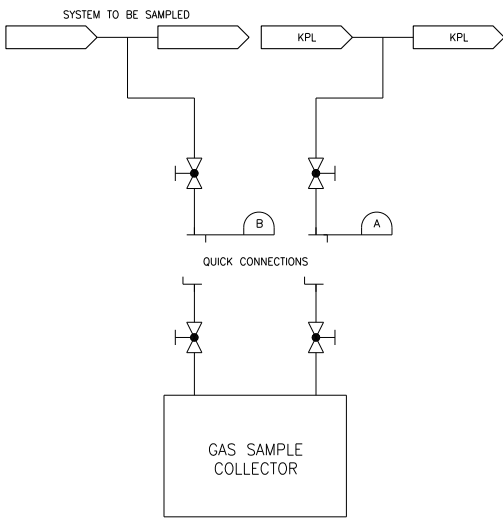 SYSTEM TO BE SAMPLED
KPL
KPL
B
A
QUICK CONNECTIONS
GAS SAMPLE
COLLECTOR